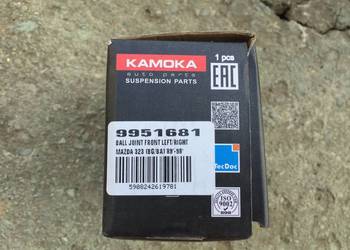 KAMOKA
auto parts
SUSPENSION PARTS
1 pcs
EAC
9951681
BALL JOINT FRONT LEFT/RIGHT
MAZDA 323 (BG/BA) 89'-98'
5908242619781
TecDoc
ISO
9002